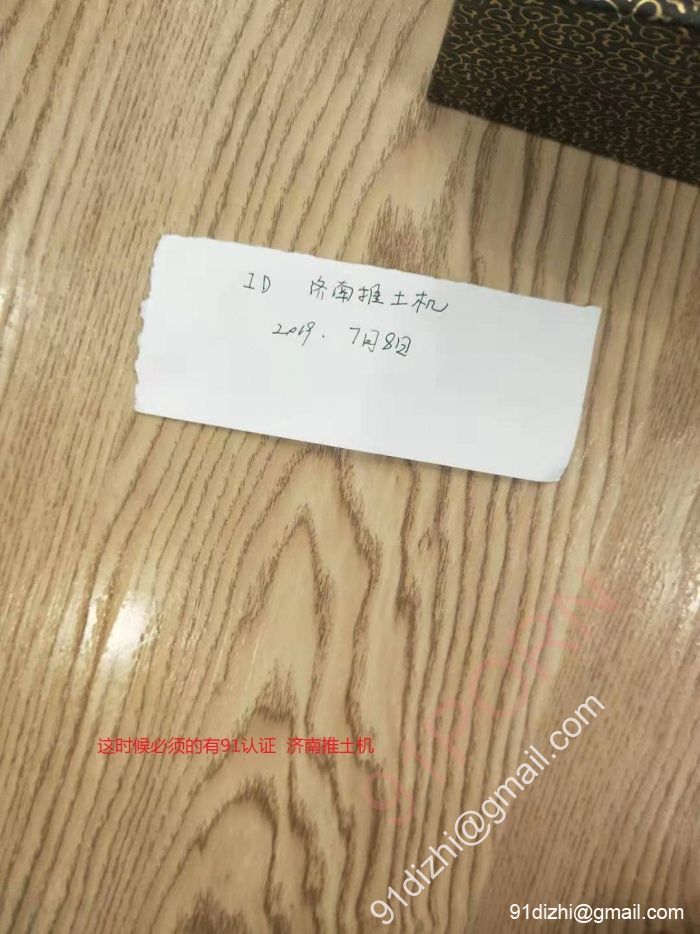 ID 济南推土机
2019. 7月8日
91PORN
91dizhi@gmail.com
这时候必须的有91认证 济南推土机
91dizhi@gmail.com